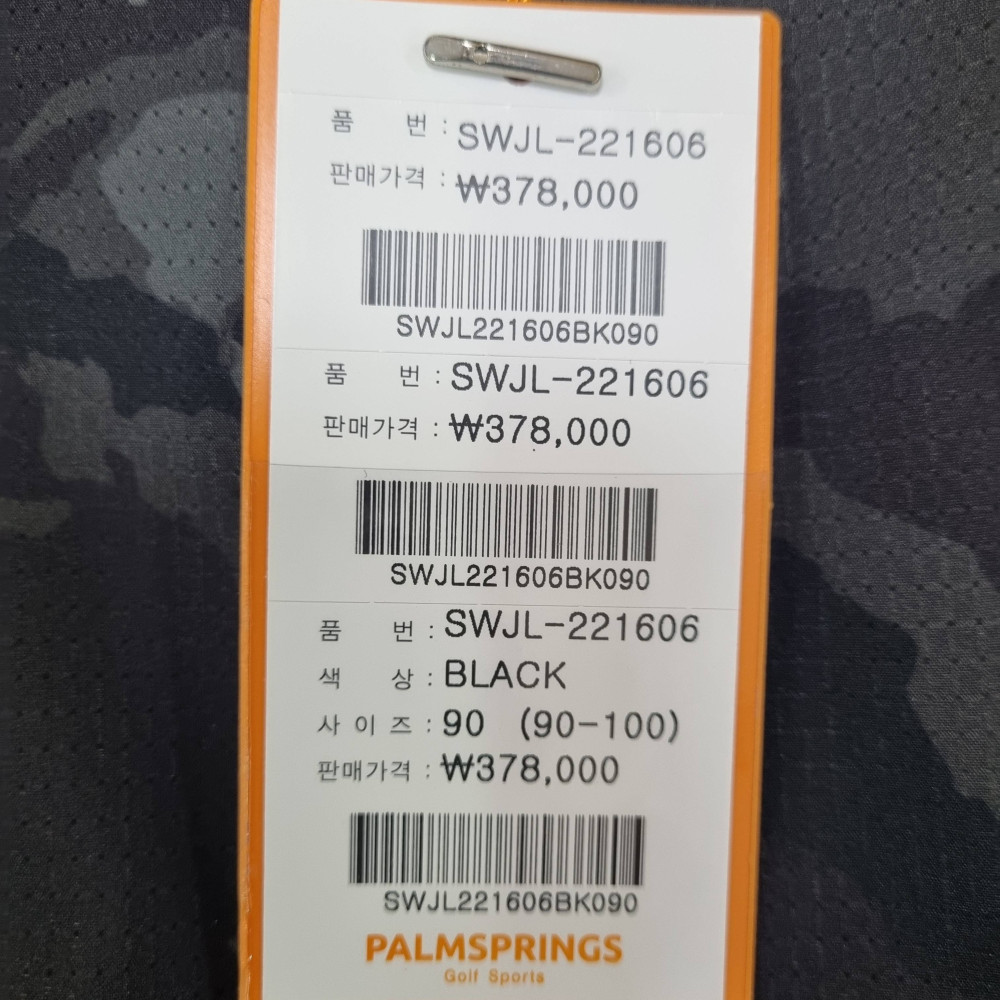 품 번 : SWJL-221606
판매가격 : ₩378,000
SWJL221606BK090
품 번 : SWJL-221606
판매가격 : ₩378,000
SWJL221606BK090
품 번 : SWJL-221606
색 상 : BLACK
사 이 즈 : 90 (90-100)
판매가격 : ₩378,000
SWJL221606BK090
PALMSPRINGS
Golf Sports